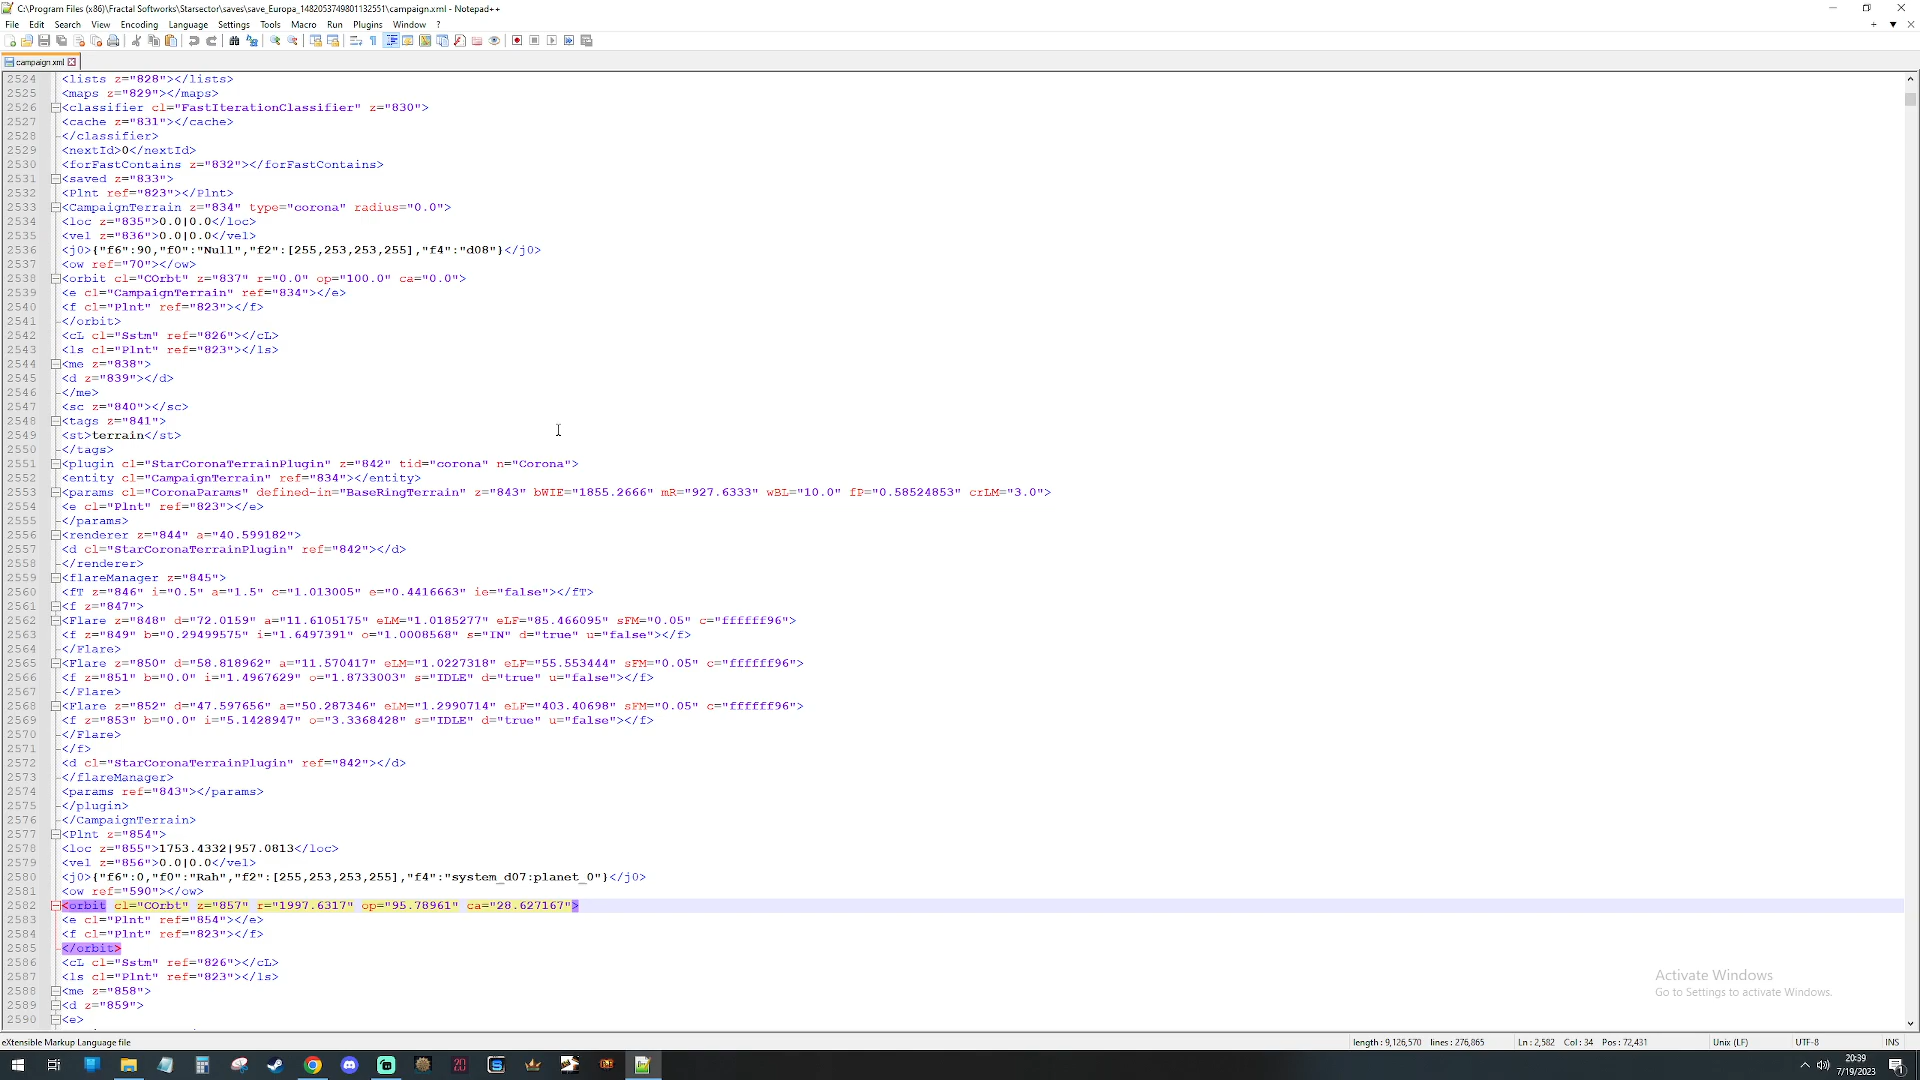 C:\Program Files (x86)\Fractal Softworks\Starsector\saves\save_Europa_1482053749801132551\campaign.xml - Notepad++
File Edit Search View Encoding Language Settings Tools Macro Run Plugins Window ?
campaign.xml
2524 <lists z="828"></lists>
2525 <maps z="829"></maps>
2526 <classifier cl="FastIterationClassifier" z="830">
2527 <cache z="831"></cache>
2528 </classifier>
2529 <nextId>0</nextId>
2530 <forFastContains z="832"></forFastContains>
2531 <saved z="833">
2532 <Plnt ref="823"></Plnt>
2533 <CampaignTerrain z="834" type="corona" radius="0.0">
2534 <loc z="835">0.0|0.0</loc>
2535 <vel z="836">0.0|0.0</vel>
2536 <j0>{"f6":90,"f0":"Null","f2":[255,253,253,255],"f4":"d08"}</j0>
2537 <ow ref="70"></ow>
2538 <orbit cl="COrbt" z="837" r="0.0" op="100.0" ca="0.0">
2539 <e cl="CampaignTerrain" ref="834"></e>
2540 <f cl="Plnt" ref="823"></f>
2541 </orbit>
2542 <cL cl="Sstm" ref="826"></cL>
2543 <ls cl="Plnt" ref="823"></ls>
2544 <me z="838">
2545 <d z="839"></d>
2546 </me>
2547 <sc z="840"></sc>
2548 <tags z="841">
2549 <st>terrain</st>
2550 </tags>
2551 <plugin cl="StarCoronaTerrainPlugin" z="842" tid="corona" n="Corona">
2552 <entity cl="CampaignTerrain" ref="834"></entity>
2553 <params cl="CoronaParams" defined-in="BaseRingTerrain" z="843" bWIE="1855.2666" mR="927.6333" wBL="10.0" fP="0.58524853" crLM="3.0">
2554 <e cl="Plnt" ref="823"></e>
2555 </params>
2556 <renderer z="844" a="40.599182">
2557 <d cl="StarCoronaTerrainPlugin" ref="842"></d>
2558 </renderer>
2559 <flareManager z="845">
2560 <fT z="846" i="0.5" a="1.5" c="1.013005" e="0.4416663" ie="false"></fT>
2561 <f z="847">
2562 <Flare z="848" d="72.0159" a="11.6105175" eLM="1.0185277" eLF="85.466095" sFM="0.05" c="ffffff96">
2563 <f z="849" b="0.29499575" i="1.6497391" o="1.0008568" s="IN" d="true" u="false"></f>
2564 </Flare>
2565 <Flare z="850" d="58.818962" a="11.570417" eLM="1.0227318" eLF="55.553444" sFM="0.05" c="ffffff96">
2566 <f z="851" b="0.0" i="1.4967629" o="1.8733003" s="IDLE" d="true" u="false"></f>
2567 </Flare>
2568 <Flare z="852" d="47.597656" a="50.287346" eLM="1.2990714" eLF="403.40698" sFM="0.05" c="ffffff96">
2569 <f z="853" b="0.0" i="5.1428947" o="3.3368428" s="IDLE" d="true" u="false"></f>
2570 </Flare>
2571 </f>
2572 <d cl="StarCoronaTerrainPlugin" ref="842"></d>
2573 </flareManager>
2574 <params ref="843"></params>
2575 </plugin>
2576 </CampaignTerrain>
2577 <Plnt z="854">
2578 <loc z="855">1753.4332|957.0813</loc>
2579 <vel z="856">0.0|0.0</vel>
2580 <j0>{"f6":0,"f0":"Rah","f2":[255,253,253,255],"f4":"system_d07:planet_0"}</j0>
2581 <ow ref="590"></ow>
2582 <orbit cl="COrbt" z="857" r="1997.6317" op="95.78961" ca="28.627167">
2583 <e cl="Plnt" ref="854"></e>
2584 <f cl="Plnt" ref="823"></f>
2585 </orbit>
2586 <cL cl="Sstm" ref="826"></cL>
2587 <ls cl="Plnt" ref="823"></ls>
2588 <me z="858">
2589 <d z="859">
2590 <e>
Activate Windows
Go to Settings to activate Windows.
eXtensible Markup Language file length : 9,126,570 lines : 276,865 Ln : 2,582 Col : 34 Pos : 72,431 Unix (LF) UTF-8 INS
20:39
7/19/2023